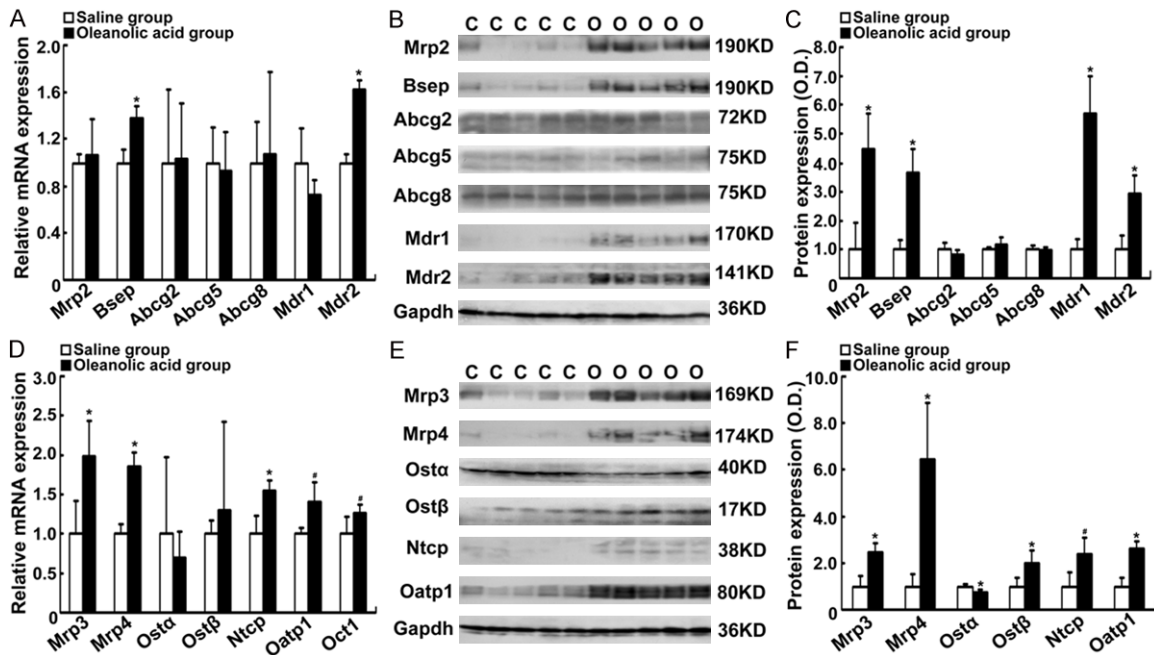 A
Saline group
Oleanolic acid group
Relative mRNA expression
2.0
1.6
1.2
0.8
0.4
0
Mrp2 Bsep Abcg2 Abcg5 Abcg8 Mdr1 Mdr2
* *
B
C C C C C O O O O O
Mrp2 190KD
Bsep 190KD
Abcg2 72KD
Abcg5 75KD
Abcg8 75KD
Mdr1 170KD
Mdr2 141KD
Gapdh 36KD
C
Saline group
Oleanolic acid group
Protein expression (O.D.)
8.0
6.0
4.0
2.0
1.0
0
Mrp2 Bsep Abcg2 Abcg5 Abcg8 Mdr1 Mdr2
* * * *
D
Saline group
Oleanolic acid group
Relative mRNA expression
3.0
2.5
2.0
1.5
1.0
0.5
0
Mrp3 Mrp4 Ostα Ostβ Ntcp Oatp1 Oct1
* * * # #
E
C C C C C O O O O O
Mrp3 169KD
Mrp4 174KD
Ostα 40KD
Ostβ 17KD
Ntcp 38KD
Oatp1 80KD
Gapdh 36KD
F
Saline group
Oleanolic acid group
Protein expression (O.D.)
10.0
8.0
6.0
4.0
2.0
1.0
0
Mrp3 Mrp4 Ostα Ostβ Ntcp Oatp1
* * * * # *